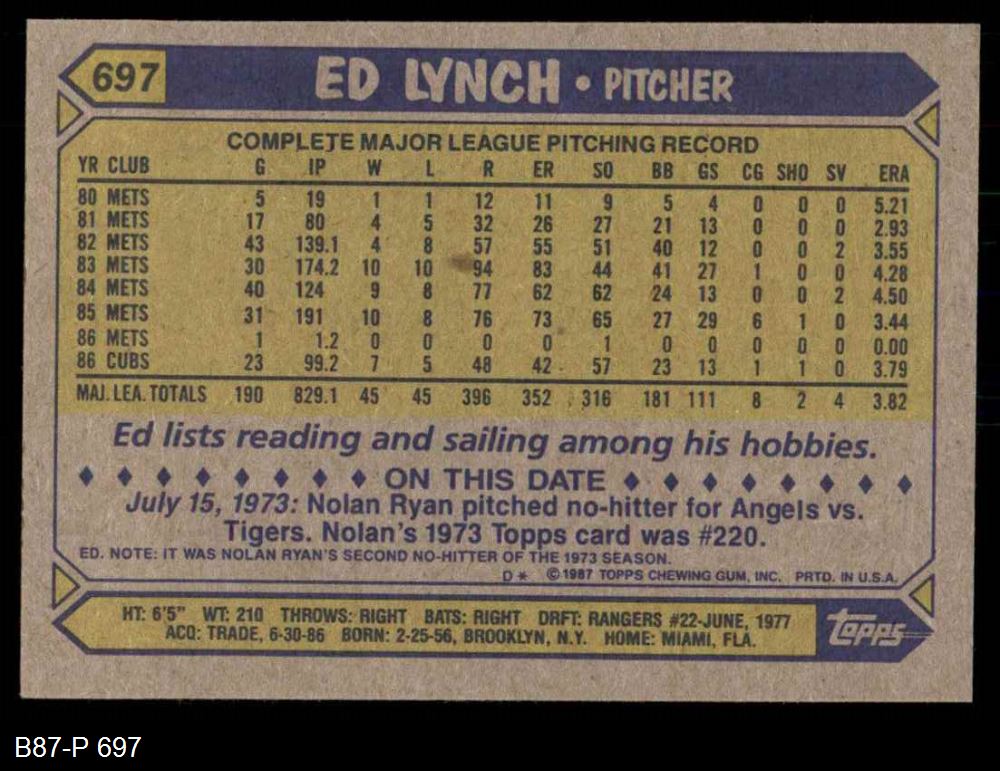 697 ED LYNCH • PITCHER
COMPLETE MAJOR LEAGUE PITCHING RECORD
YR CLUB G IP W L R ER SO BB GS CG SHO SV ERA
80 METS 5 19 1 1 12 11 9 5 4 0 0 0 5.21
81 METS 17 80 4 5 32 26 27 21 13 0 0 0 2.93
82 METS 43 139.1 4 8 57 55 51 40 12 0 0 2 3.55
83 METS 30 174.2 10 10 94 83 44 41 27 1 0 0 4.28
84 METS 40 124 9 8 77 62 62 24 13 0 0 2 4.50
85 METS 31 191 10 8 76 73 65 27 29 6 1 0 3.44
86 METS 1 1.2 0 0 0 0 1 0 0 0 0 0 0.00
86 CUBS 23 99.2 7 5 48 42 57 23 13 1 1 0 3.79
MAJ. LEA. TOTALS 190 829.1 45 45 396 352 316 181 111 8 2 4 3.82
Ed lists reading and sailing among his hobbies.
♦ ♦ ♦ ♦ ♦ ♦ ♦ ♦ ON THIS DATE ♦ ♦ ♦ ♦ ♦ ♦ ♦ ♦
July 15, 1973: Nolan Ryan pitched no-hitter for Angels vs.
Tigers. Nolan's 1973 Topps card was #220.
ED. NOTE: IT WAS NOLAN RYAN'S SECOND NO-HITTER OF THE 1973 SEASON.
D* ©1987 TOPPS CHEWING GUM, INC. PRTD. IN U.S.A.
HT: 6'5" WT: 210 THROWS: RIGHT BATS: RIGHT DRFT: RANGERS #22-JUNE, 1977
ACQ: TRADE, 6-30-86 BORN: 2-25-56, BROOKLYN, N.Y. HOME: MIAMI, FLA.
topps
B87-P 697